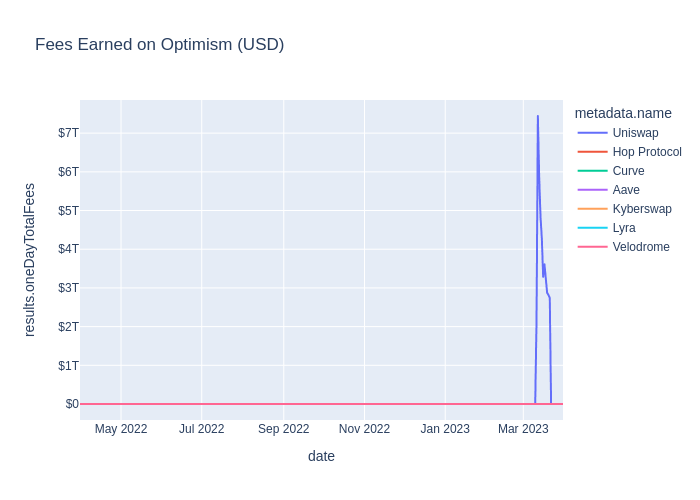 Fees Earned on Optimism (USD)
metadata.name
Uniswap
Hop Protocol
Curve
Aave
Kyberswap
Lyra
Velodrome
results.oneDayTotalFees
$7T
$6T
$5T
$4T
$3T
$2T
$1T
$0
May 2022 Jul 2022 Sep 2022 Nov 2022 Jan 2023 Mar 2023
date